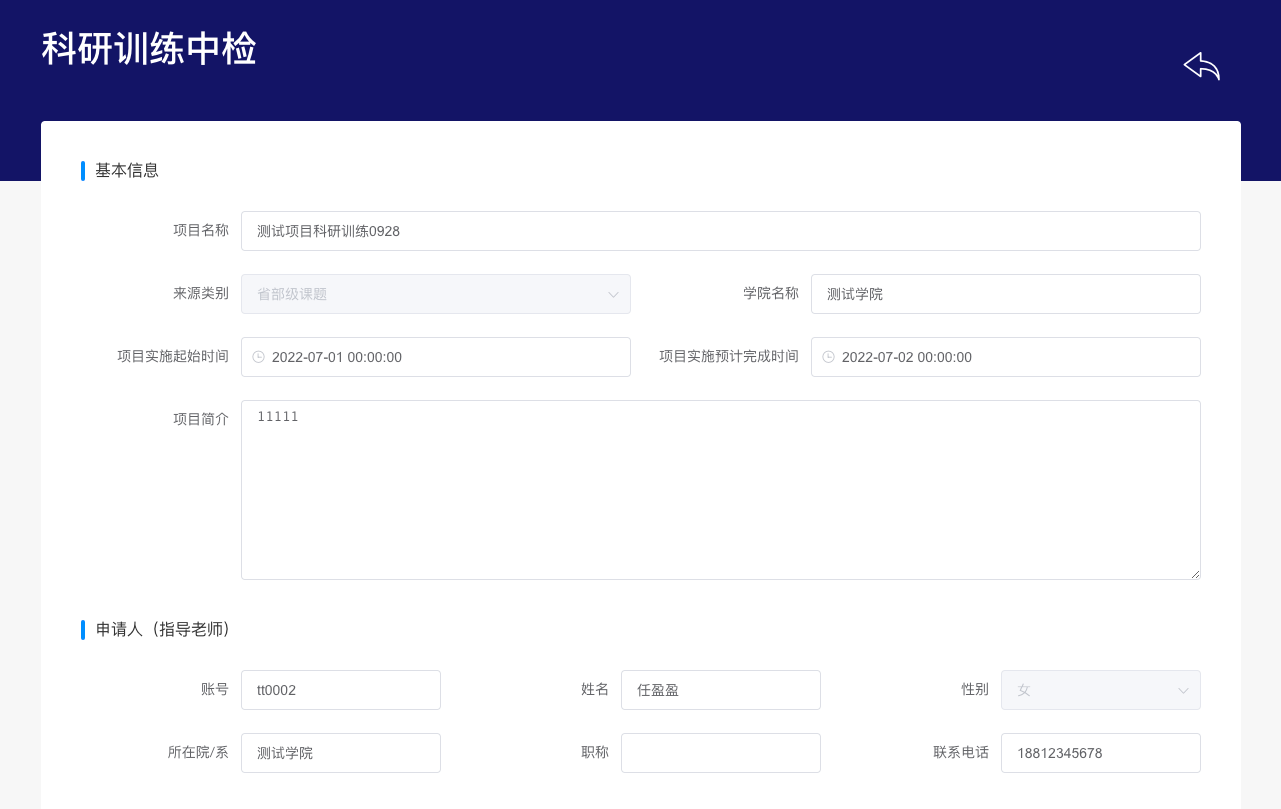 科研训练中检
基本信息
项目名称 测试项目科研训练0928
来源类别 省部级课题 学院名称 测试学院
项目实施起始时间 2022-07-01 00:00:00 项目实施预计完成时间 2022-07-02 00:00:00
项目简介 11111
申请人（指导老师）
账号 tt0002 姓名 任盈盈 性别 女
所在院/系 测试学院 职称 联系电话 18812345678